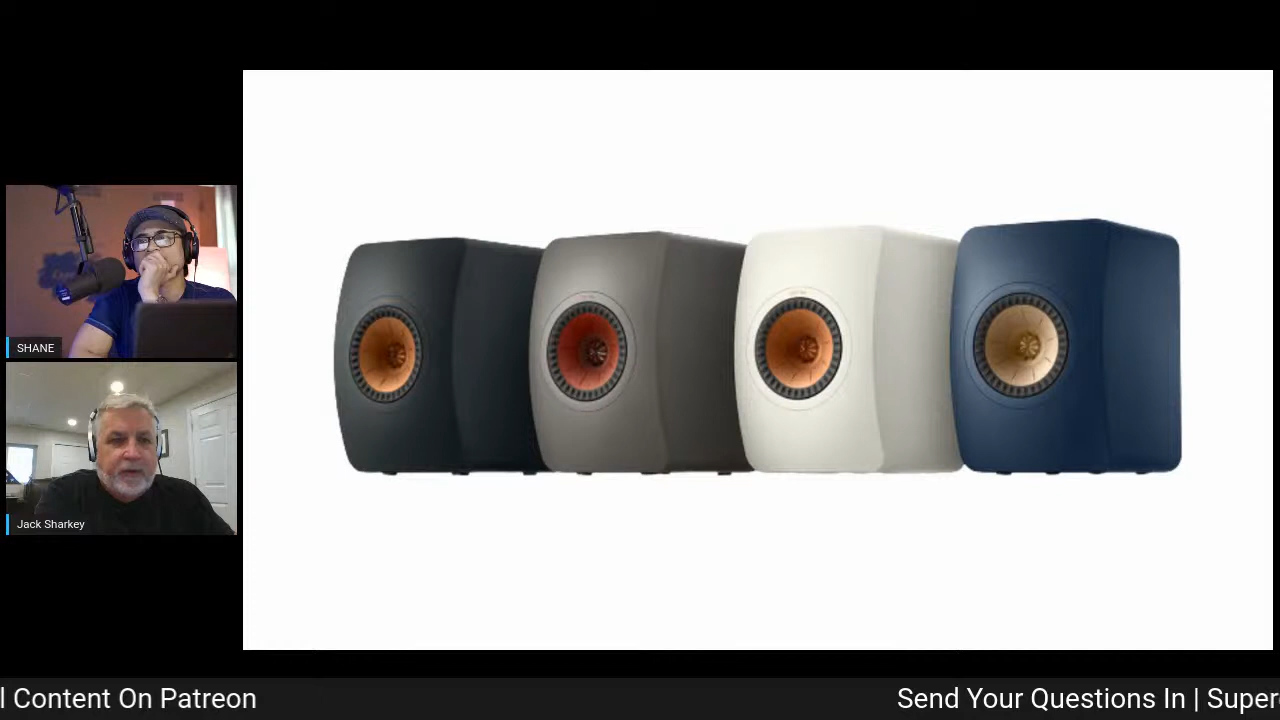 SHANE
Jack Sharkey
l Content On Patreon
Send Your Questions In | Super